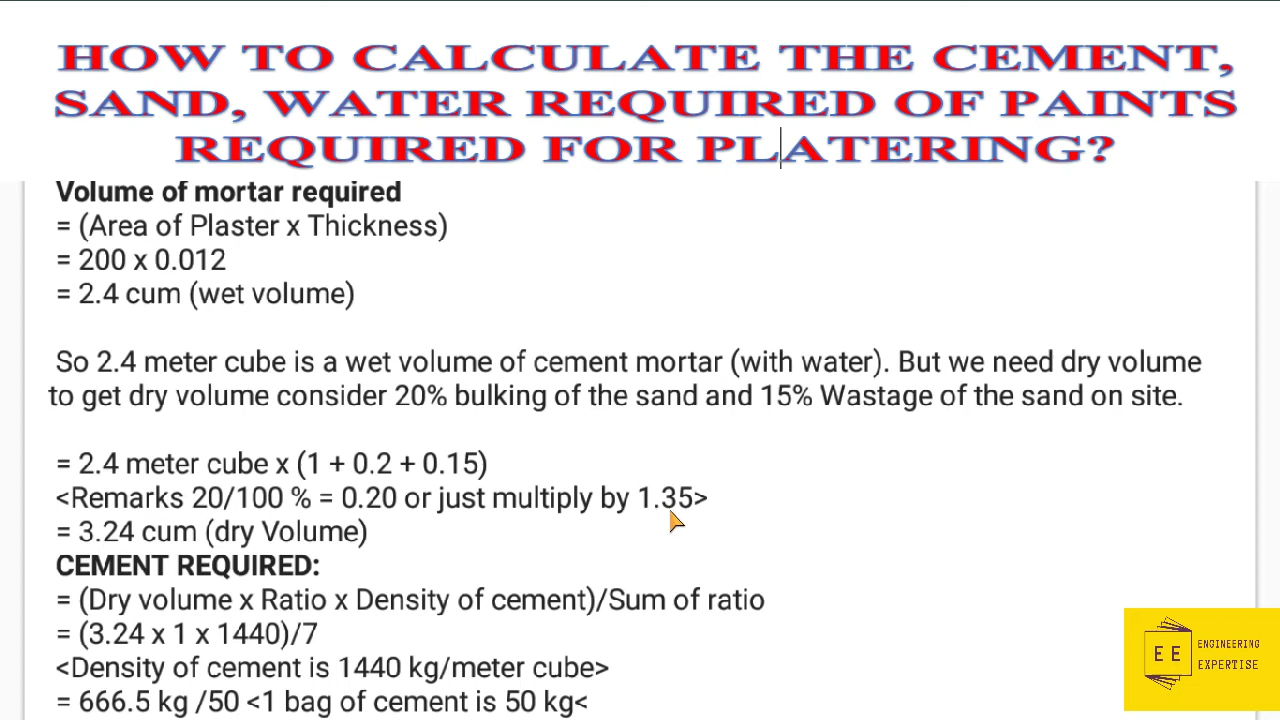 HOW TO CALCULATE THE CEMENT,
SAND, WATER REQUIRED OF PAINTS
REQUIRED FOR PLATERING?
Volume of mortar required
= (Area of Plaster x Thickness)
= 200 x 0.012
= 2.4 cum (wet volume)
So 2.4 meter cube is a wet volume of cement mortar (with water). But we need dry volume
to get dry volume consider 20% bulking of the sand and 15% Wastage of the sand on site.
= 2.4 meter cube x (1 + 0.2 + 0.15)
<Remarks 20/100 % = 0.20 or just multiply by 1.35>
= 3.24 cum (dry Volume)
CEMENT REQUIRED:
= (Dry volume x Ratio x Density of cement)/Sum of ratio
= (3.24 x 1 x 1440)/7
<Density of cement is 1440 kg/meter cube>
= 666.5 kg /50 <1 bag of cement is 50 kg<
E E
ENGINEERING
EXPERTISE